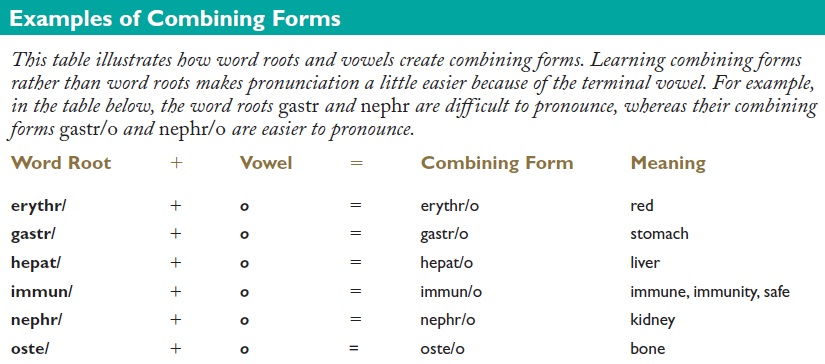 Examples of Combining Forms
This table illustrates how word roots and vowels create combining forms. Learning combining forms
rather than word roots makes pronunciation a little easier because of the terminal vowel. For example,
in the table below, the word roots gastr and nephr are difficult to pronounce, whereas their combining
forms gastr/o and nephr/o are easier to pronounce.
Word Root + Vowel = Combining Form Meaning
erythr/ + o = erythr/o red
gastr/ + o = gastr/o stomach
hepat/ + o = hepat/o liver
immun/ + o = immun/o immune, immunity, safe
nephr/ + o = nephr/o kidney
oste/ + o = oste/o bone